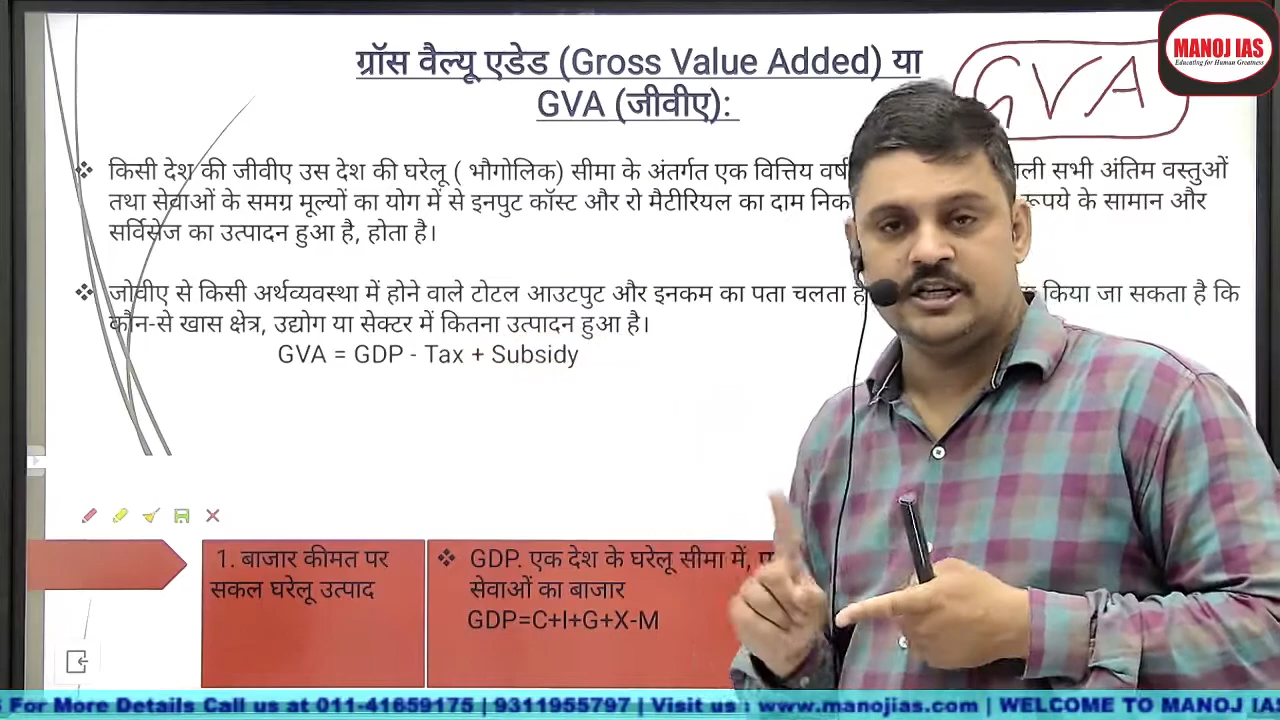 ग्रॉस वैल्यू एडेड (Gross Value Added) या
GVA (जीवीए):
GVA
MANOJ IAS
Educating for Human Greatness
❖ किसी देश की जीवीए उस देश की घरेलू ( भौगोलिक) सीमा के अंतर्गत एक वित्तिय वर्ष सभी अंतिम वस्तुओं
तथा सेवाओं के समग्र मूल्यों का योग में से इनपुट कॉस्ट और रो मैटीरियल का दाम रूपये के सामान और
सर्विसेज का उत्पादन हुआ है, होता है।
❖ जीवीए से किसी अर्थव्यवस्था में होने वाले टोटल आउटपुट और इनकम का पता चलता किया जा सकता है कि
कौन-से खास क्षेत्र, उद्योग या सेक्टर में कितना उत्पादन हुआ है।
GVA = GDP - Tax + Subsidy
1. बाजार कीमत पर
सकल घरेलू उत्पाद
❖ GDP. एक देश के घरेलू सीमा में,
सेवाओं का बाजार
GDP=C+I+G+X-M
For More Details Call us at 011-41659175 | 9311955797 | Visit us : www.manojias.com | WELCOME TO MANOJ